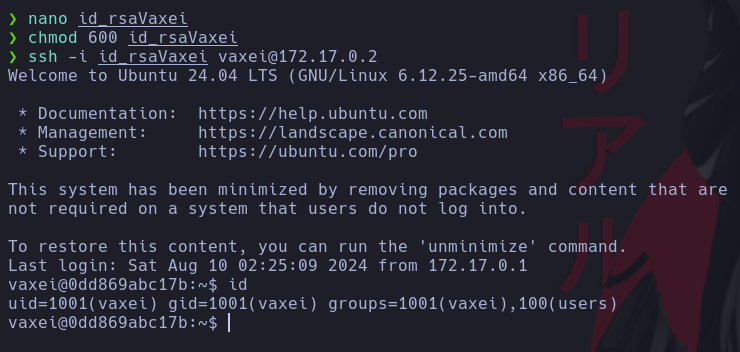 ❯ nano id_rsaVaxei
❯ chmod 600 id_rsaVaxei
❯ ssh -i id_rsaVaxei vaxei@172.17.0.2
Welcome to Ubuntu 24.04 LTS (GNU/Linux 6.12.25-amd64 x86_64)

 * Documentation:  https://help.ubuntu.com
 * Management:     https://landscape.canonical.com
 * Support:        https://ubuntu.com/pro

This system has been minimized by removing packages and content that are
not required on a system that users do not log into.

To restore this content, you can run the 'unminimize' command.
Last login: Sat Aug 10 02:25:09 2024 from 172.17.0.1
vaxei@0dd869abc17b:~$ id
uid=1001(vaxei) gid=1001(vaxei) groups=1001(vaxei),100(users)
vaxei@0dd869abc17b:~$
リアル